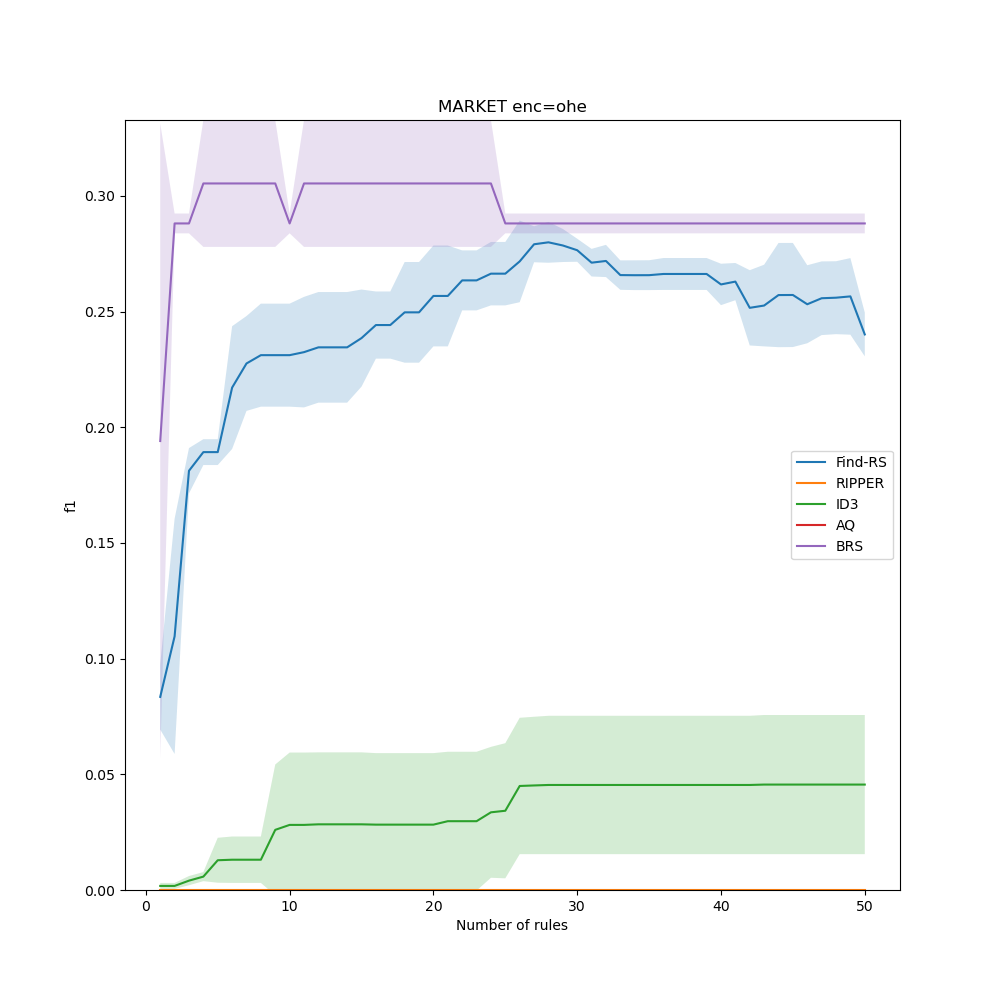 MARKET enc=ohe
f1
0.30
0.25
0.20
0.15
0.10
0.05
0.00
Find-RS
RIPPER
ID3
AQ
BRS
0 10 20 30 40 50
Number of rules